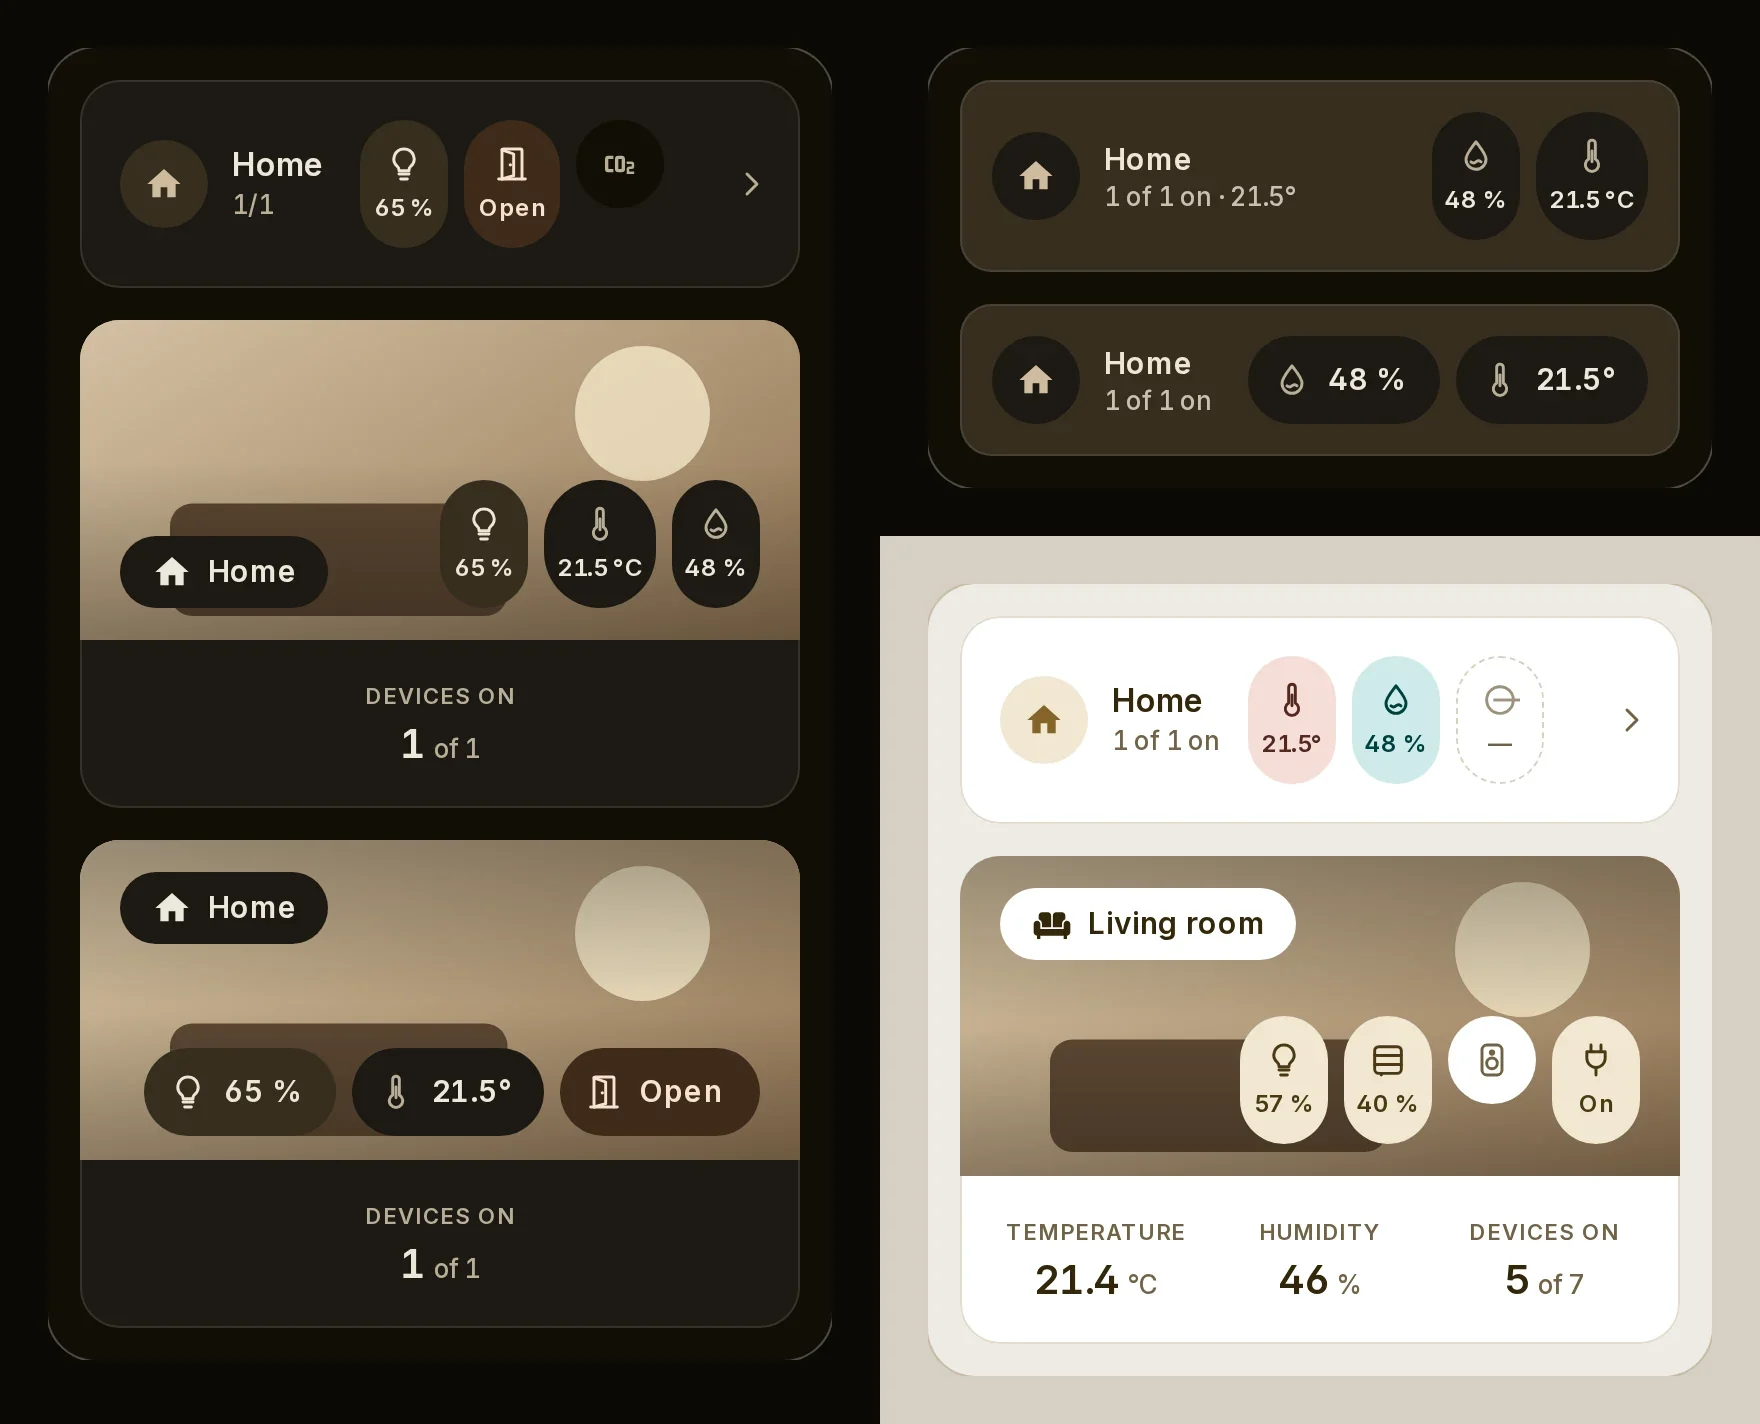 Home
1/1
65 %
Open
CO₂
Home
65 %
21.5 °C
48 %
DEVICES ON
1 of 1
Home
65 %
21.5°
Open
DEVICES ON
1 of 1
Home
1 of 1 on · 21.5°
48 %
21.5 °C
Home
1 of 1 on
48 %
21.5°
Home
1 of 1 on
21.5°
48 %
—
Living room
57 %
40 %
On
TEMPERATURE
21.4 °C
HUMIDITY
46 %
DEVICES ON
5 of 7